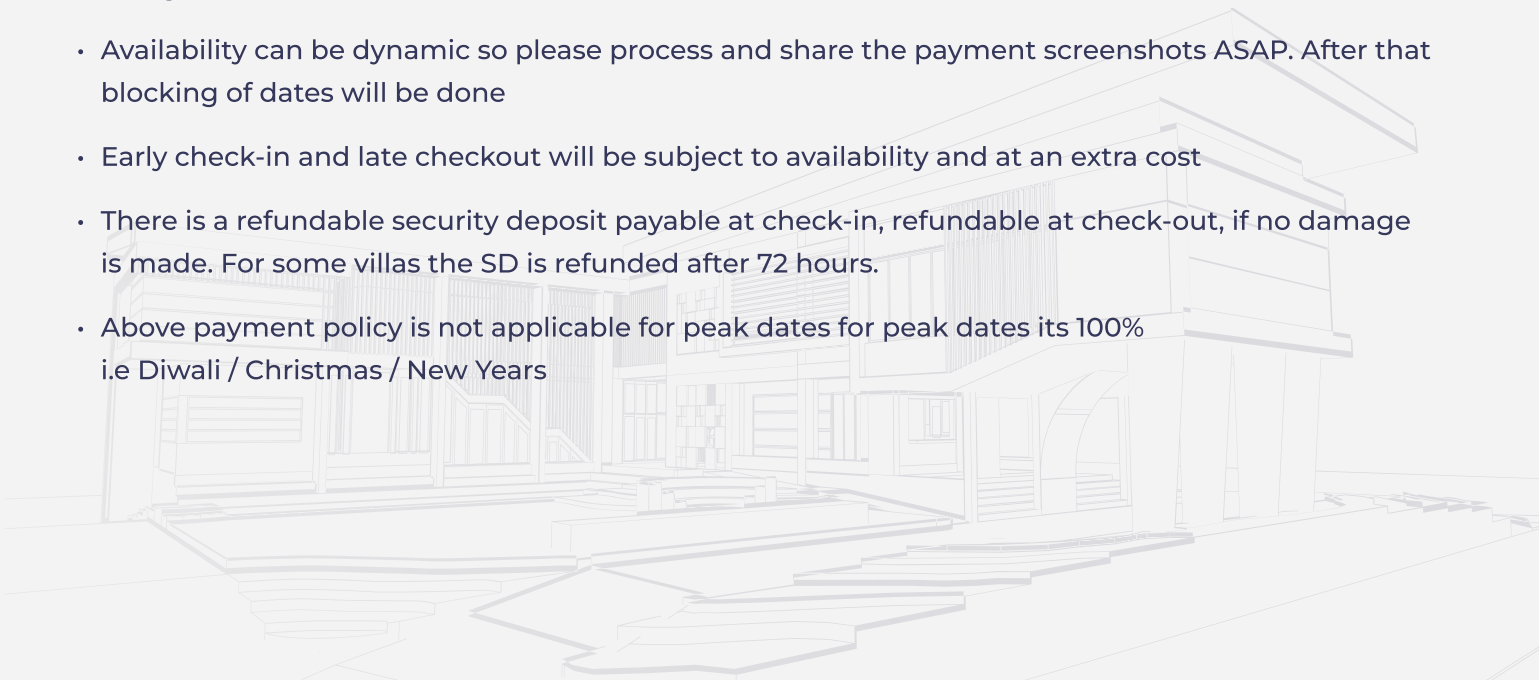 • Availability can be dynamic so please process and share the payment screenshots ASAP. After that
blocking of dates will be done
• Early check-in and late checkout will be subject to availability and at an extra cost
• There is a refundable security deposit payable at check-in, refundable at check-out, if no damage
is made. For some villas the SD is refunded after 72 hours.
• Above payment policy is not applicable for peak dates for peak dates its 100%
i.e Diwali / Christmas / New Years